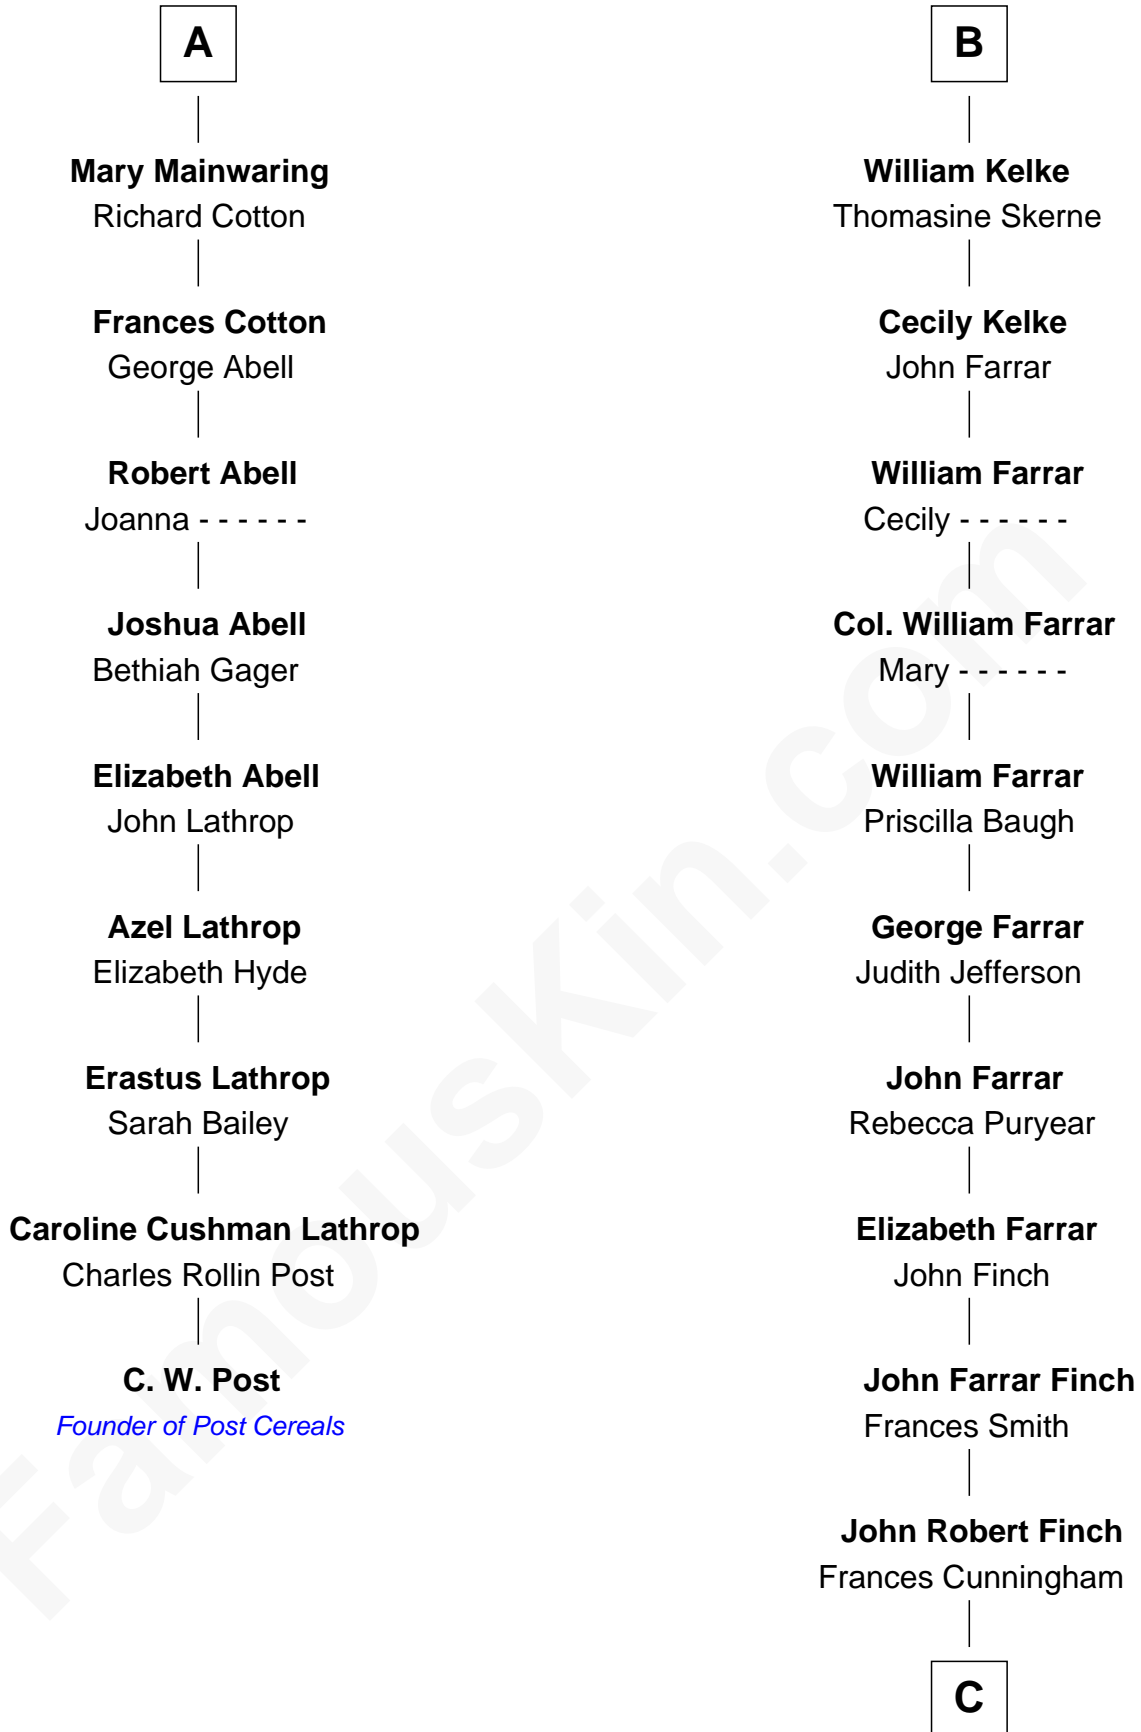 A
Mary Mainwaring
Richard Cotton
Frances Cotton
George Abell
Robert Abell
Joanna - - - - - -
Joshua Abell
Bethiah Gager
Elizabeth Abell
John Lathrop
Azel Lathrop
Elizabeth Hyde
Erastus Lathrop
Sarah Bailey
Caroline Cushman Lathrop
Charles Rollin Post
C. W. Post
Founder of Post Cereals
B
William Kelke
Thomasine Skerne
Cecily Kelke
John Farrar
William Farrar
Cecily - - - - - -
Col. William Farrar
Mary - - - - - -
William Farrar
Priscilla Baugh
George Farrar
Judith Jefferson
John Farrar
Rebecca Puryear
Elizabeth Farrar
John Finch
John Farrar Finch
Frances Smith
John Robert Finch
Frances Cunningham
C
FamousKin.com